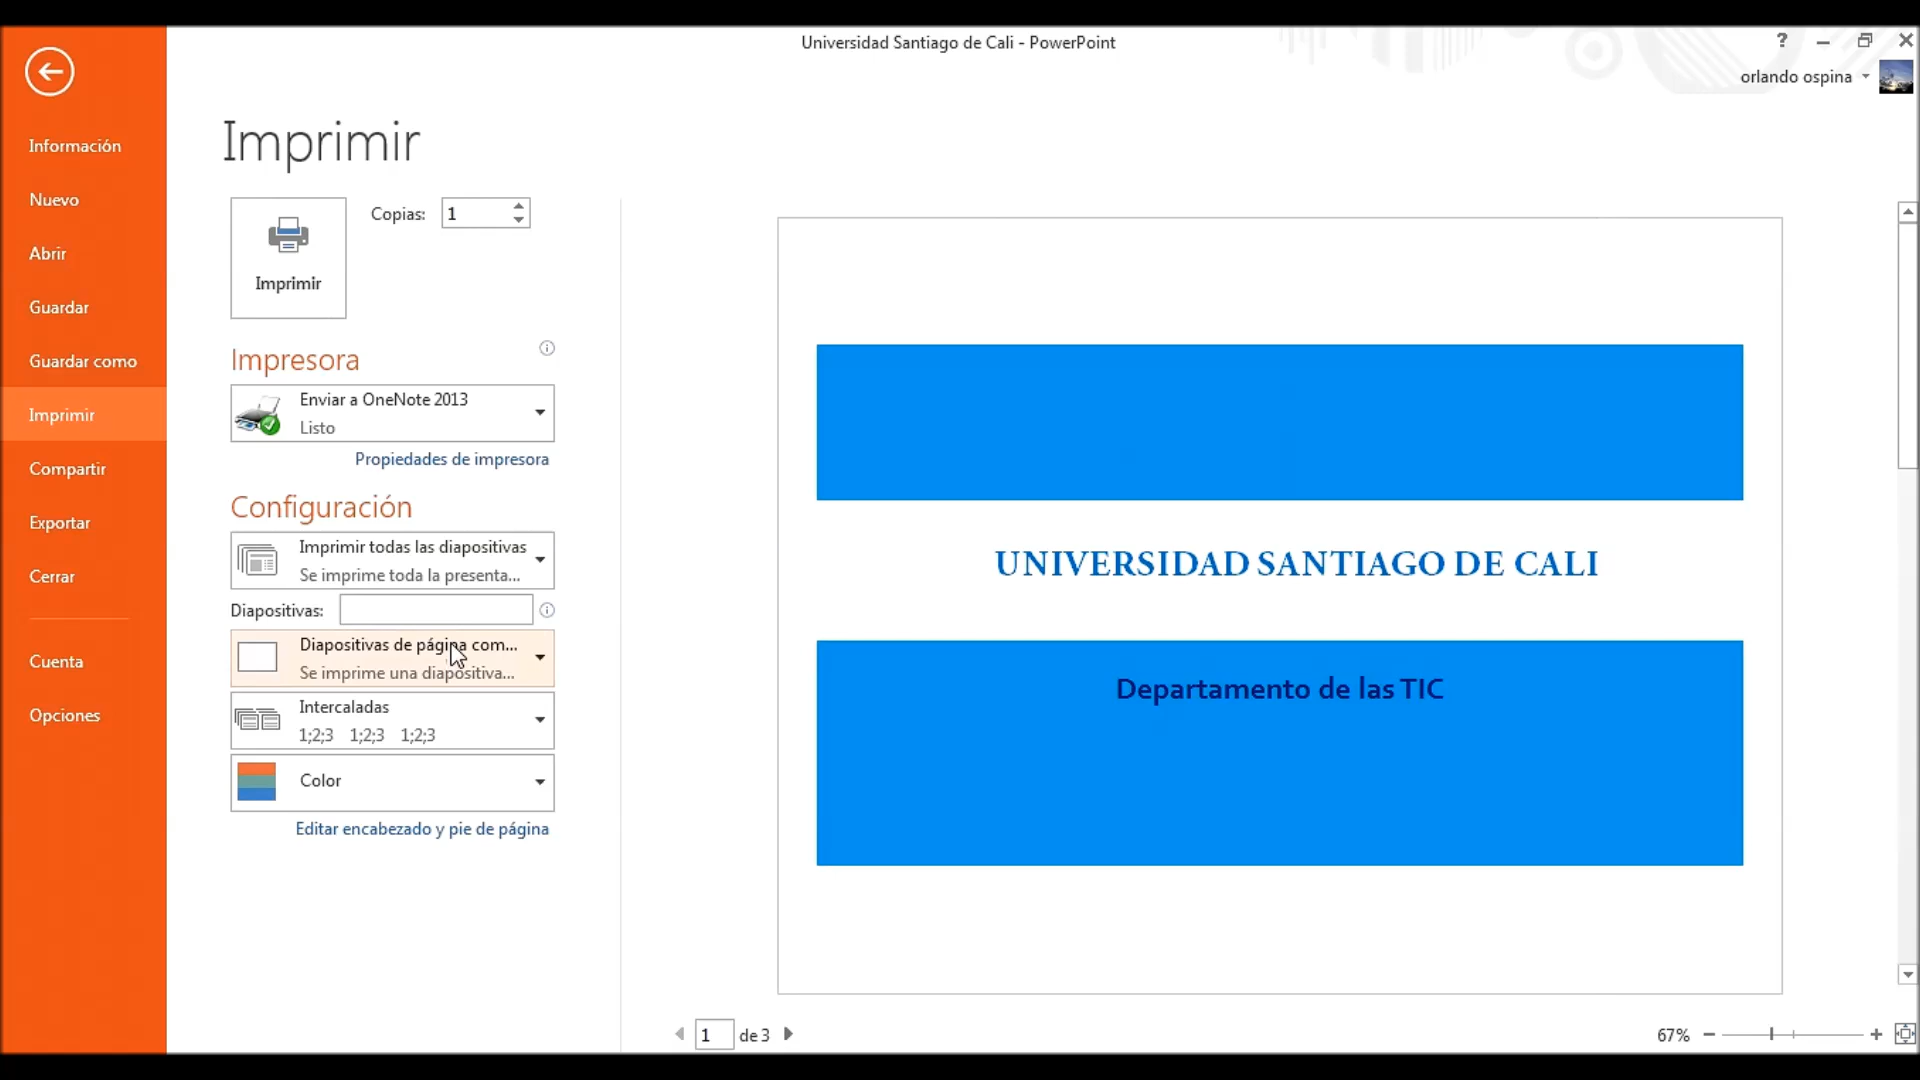 Universidad Santiago de Cali - PowerPoint
?
orlando ospina
Información
Nuevo
Abrir
Guardar
Guardar como
Imprimir
Compartir
Exportar
Cerrar
Cuenta
Opciones
Imprimir
Imprimir
Copias: 1
Impresora
Enviar a OneNote 2013
Listo
Propiedades de impresora
Configuración
Imprimir todas las diapositivas
Se imprime toda la presenta...
Diapositivas:
Diapositivas de página com...
Se imprime una diapositiva...
Intercaladas
1;2;3 1;2;3 1;2;3
Color
Editar encabezado y pie de página
UNIVERSIDAD SANTIAGO DE CALI
Departamento de las TIC
1 de 3
67%